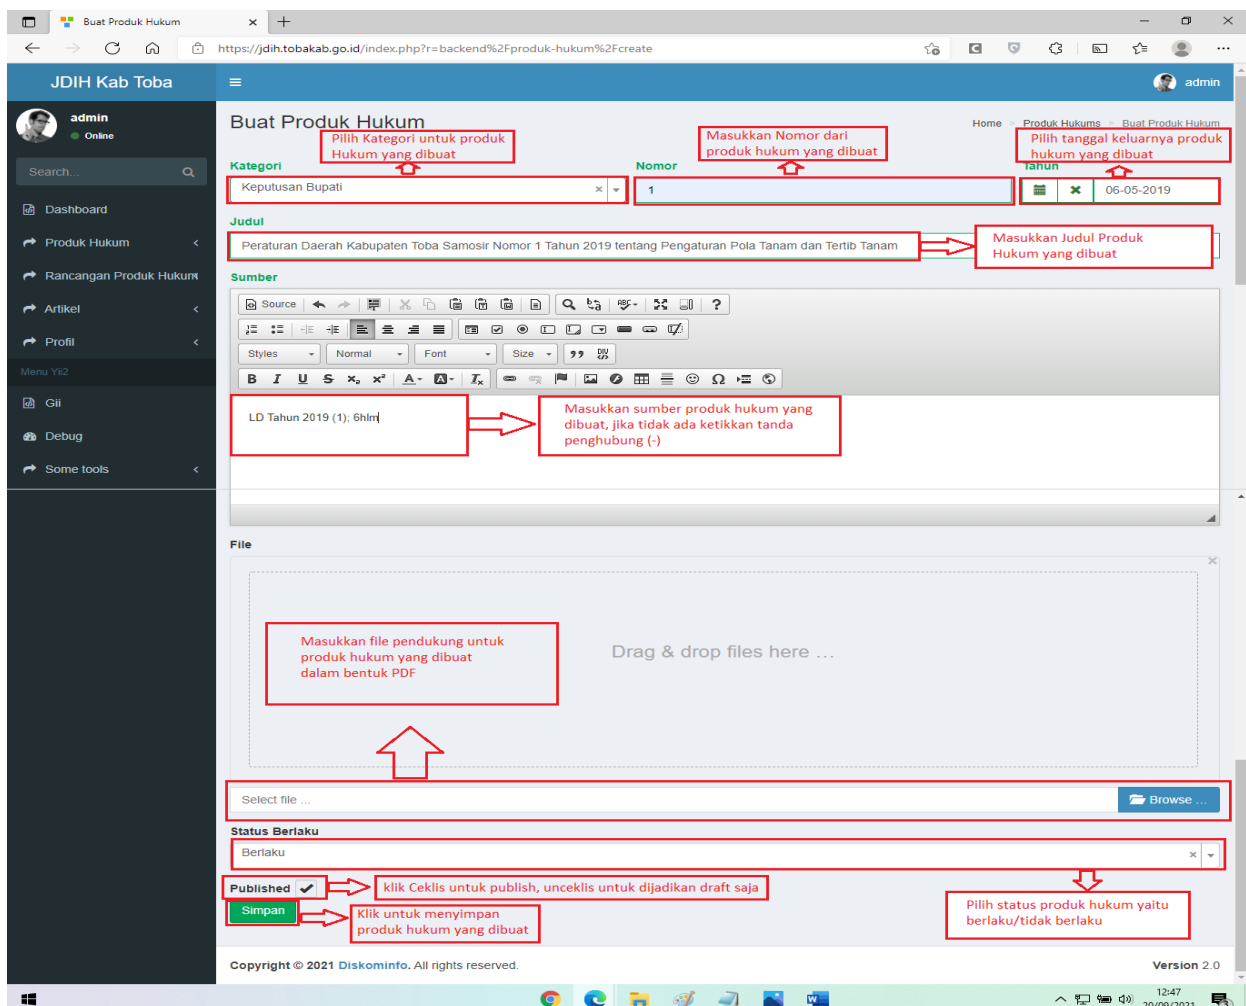 Buat Produk Hukum
https://jdih.tobakab.go.id/index.php?r=backend%2Fproduk-hukum%2Fcreate
JDIH Kab Toba
admin
admin
Online
Search...
Dashboard
Produk Hukum
Rancangan Produk Hukum
Artikel
Profil
Menu Yii2
Gii
Debug
Some tools
Buat Produk Hukum
Home > Produk Hukums > Buat Produk Hukum
Pilih Kategori untuk produk
Hukum yang dibuat
Masukkan Nomor dari
produk hukum yang dibuat
Pilih tanggal keluarnya produk
hukum yang dibuat
Kategori
Nomor
Tahun
Keputusan Bupati
1
06-05-2019
Judul
Peraturan Daerah Kabupaten Toba Samosir Nomor 1 Tahun 2019 tentang Pengaturan Pola Tanam dan Tertib Tanam
Masukkan Judul Produk
Hukum yang dibuat
Sumber
Source
Styles Normal Font Size
LD Tahun 2019 (1); 6hlm
Masukkan sumber produk hukum yang
dibuat, jika tidak ada ketikkan tanda
penghubung (-)
File
Masukkan file pendukung untuk
produk hukum yang dibuat
dalam bentuk PDF
Drag & drop files here …
Select file ...
Browse ...
Status Berlaku
Berlaku
Published
klik Ceklis untuk publish, unceklis untuk dijadikan draft saja
Simpan
Klik untuk menyimpan
produk hukum yang dibuat
Pilih status produk hukum yaitu
berlaku/tidak berlaku
Copyright © 2021 Diskominfo. All rights reserved.
Version 2.0
12:47
20/09/2021